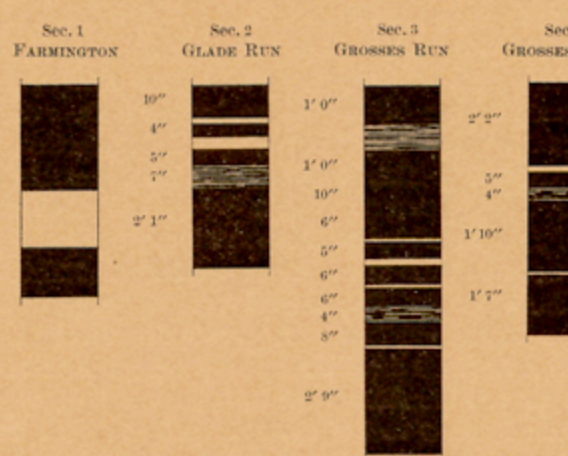 Sec. 1
FARMINGTON
Sec. 2
GLADE RUN
10″
4″
5″
7″
2′ 1″
Sec. 3
GROSSES RUN
1′ 0″
1′ 0″
10″
6″
5″
6″
6″
4″
8″
2′ 9″
Sec
GROSSES
2′ 2″
5″
4″
1′ 10″
1′ 7″